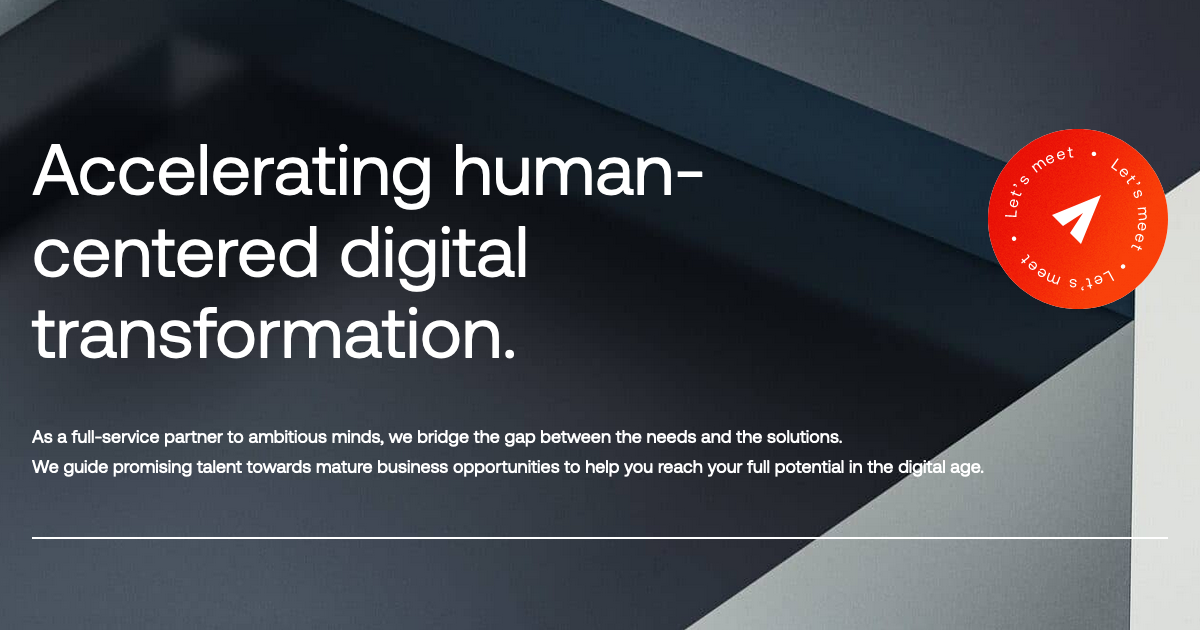 Accelerating human-
centered digital
transformation.
Let's meet • Let's meet • Let's meet •
As a full-service partner to ambitious minds, we bridge the gap between the needs and the solutions.
We guide promising talent towards mature business opportunities to help you reach your full potential in the digital age.